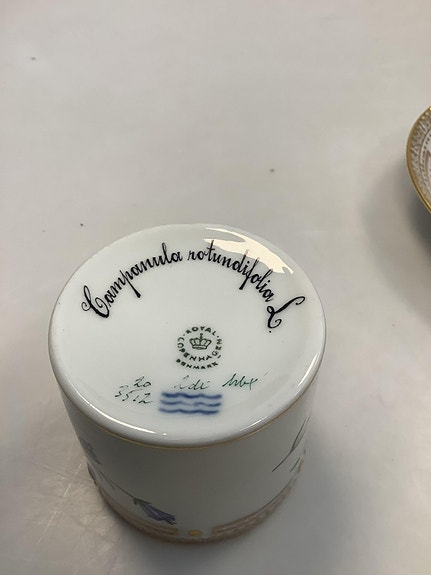 Campanula rotundifolia L.
ROYAL
COPENHAGEN
DENMARK
20
3512